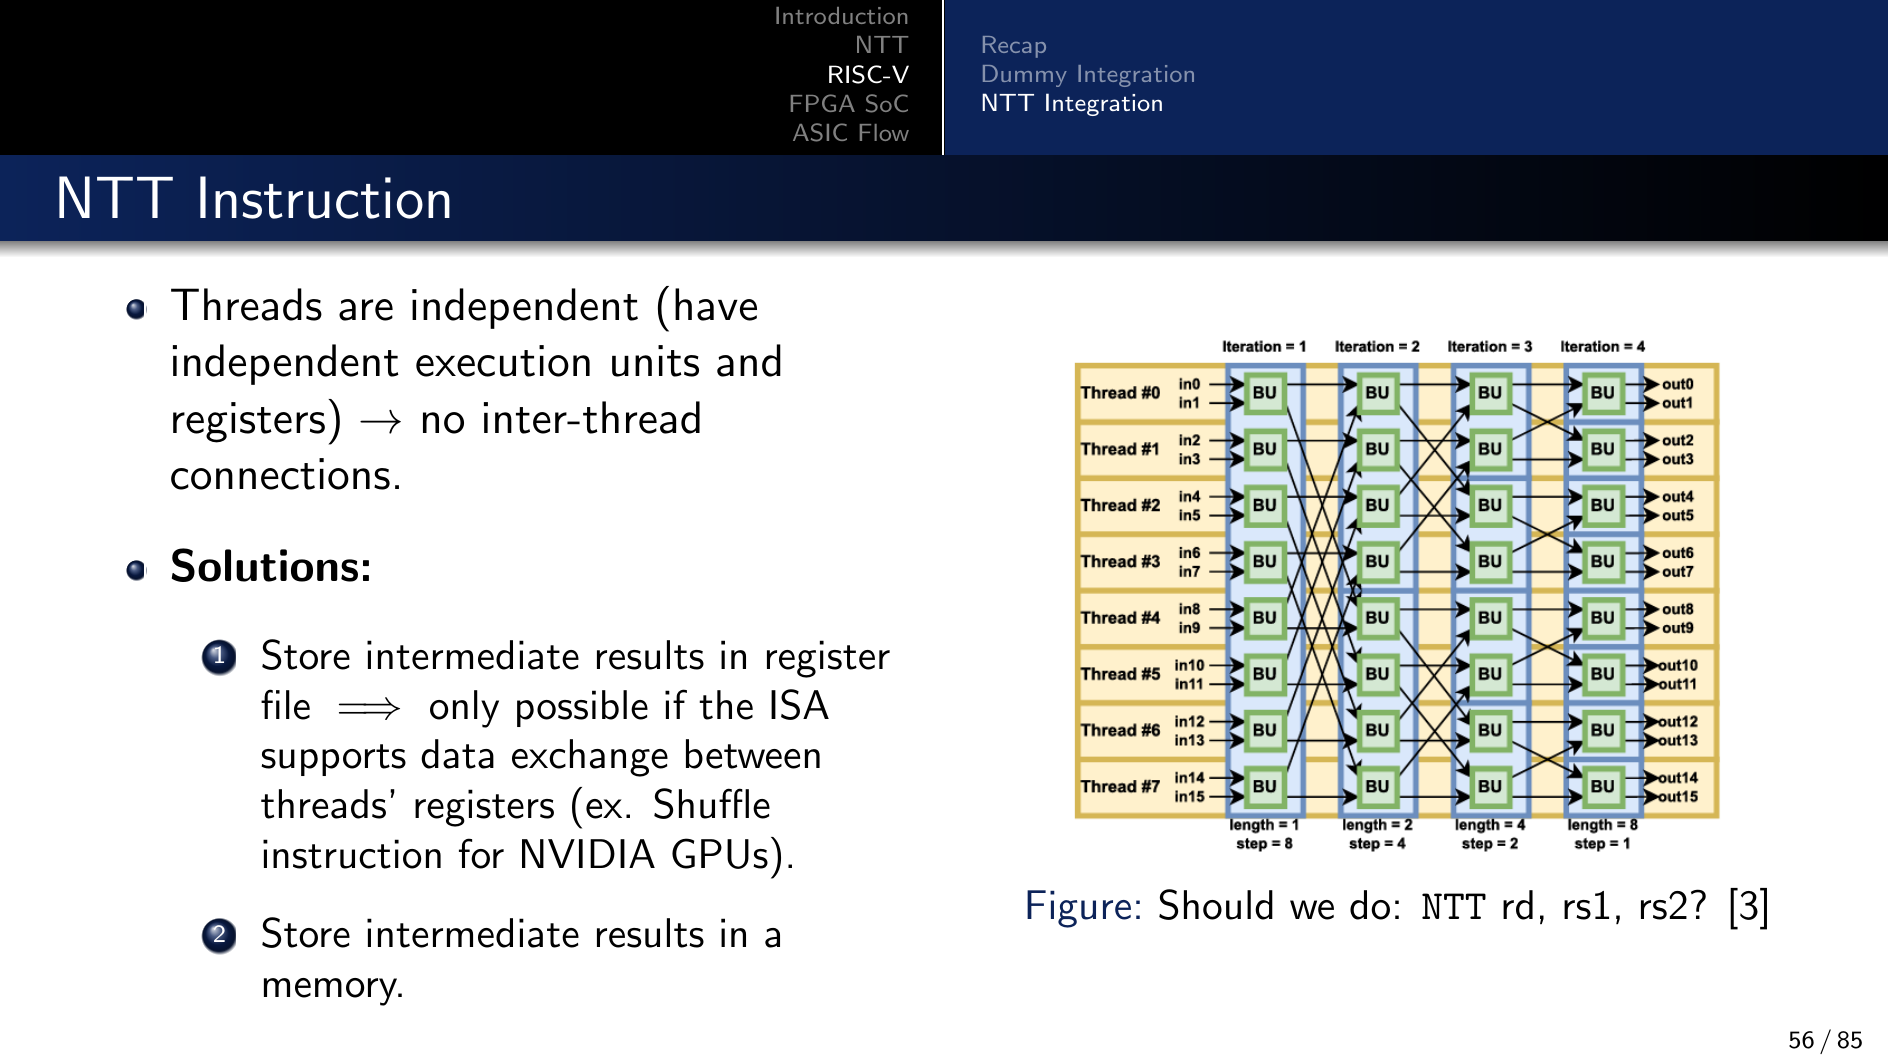 Introduction
NTT
RISC-V
FPGA SoC
ASIC Flow
Recap
Dummy Integration
NTT Integration
NTT Instruction
Threads are independent (have
independent execution units and
registers) → no inter-thread
connections.
Solutions:
1 Store intermediate results in register
file ⟹ only possible if the ISA
supports data exchange between
threads' registers (ex. Shuffle
instruction for NVIDIA GPUs).
2 Store intermediate results in a
memory.
Iteration = 1 Iteration = 2 Iteration = 3 Iteration = 4
Thread #0 in0 BU BU BU BU out0
in1 out1
Thread #1 in2 BU BU BU BU out2
in3 out3
Thread #2 in4 BU BU BU BU out4
in5 out5
Thread #3 in6 BU BU BU BU out6
in7 out7
Thread #4 in8 BU BU BU BU out8
in9 out9
Thread #5 in10 BU BU BU BU out10
in11 out11
Thread #6 in12 BU BU BU BU out12
in13 out13
Thread #7 in14 BU BU BU BU out14
in15 out15
length = 1 length = 2 length = 4 length = 8
step = 8 step = 4 step = 2 step = 1
Figure: Should we do: NTT rd, rs1, rs2? [3]
56 / 85